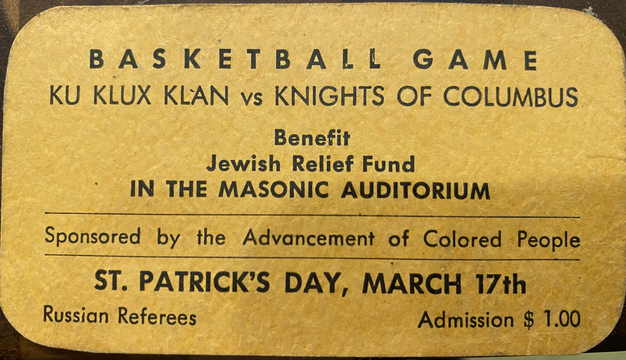 BASKETBALL GAME
KU KLUX KLAN vs KNIGHTS OF COLUMBUS
Benefit
Jewish Relief Fund
IN THE MASONIC AUDITORIUM
Sponsored by the Advancement of Colored People
ST. PATRICK'S DAY, MARCH 17th
Russian Referees Admission $ 1.00